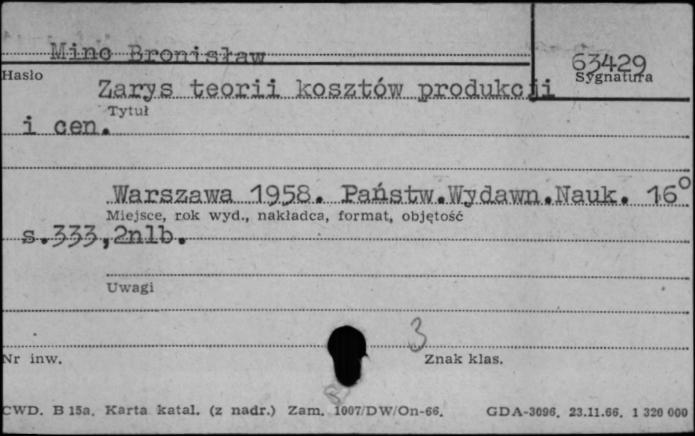 Minc Bronisław
63429
Hasło
Sygnatura
Zarys teorii kosztów produkcji
Tytuł
i cen.
Warszawa 1958. Państw.Wydawn.Nauk. 16°
Miejsce, rok wyd., nakładca, format, objętość
s.333,2nlb.
Uwagi
3
Nr inw.
Znak klas.
CWD. B 15a. Karta katal. (z nadr.) Zam. 1007/DW/On-66. GDA-3096. 23.11.66. 1 320 000